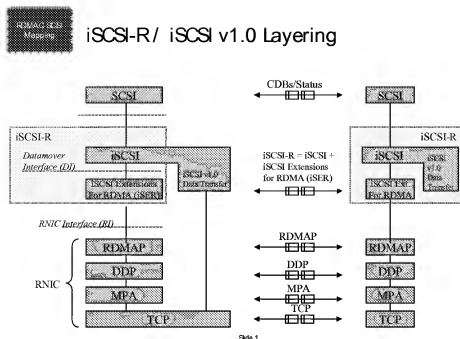 RDMAC SCSI
Mapping
iSCSI-R / iSCSI v1.0 Layering
CDBs/Status
SCSI
SCSI
iSCSI-R
iSCSI-R
Datamover
Interface (DI)
iSCSI
iSCSI v1.0
Data Transfer
iSCSI Extensions
For RDMA (iSER)
iSCSI-R = iSCSI +
iSCSI Extensions
for RDMA (iSER)
iSCSI
v1.0
Data
Transfer
iSCSI Ext
For RDMA
RNIC Interface (RI)
RNIC
RDMAP
DDP
MPA
TCP
RDMAP
DDP
MPA
TCP
RDMAP
DDP
MPA
TCP
Slide 1